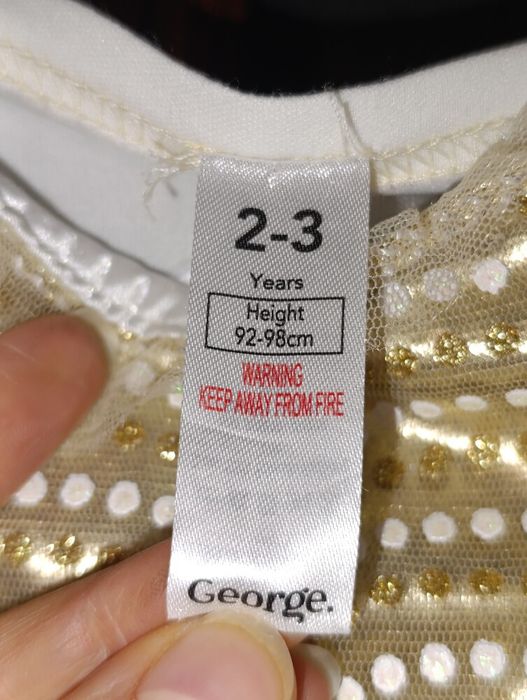 2-3
Years
Height
92-98cm
WARNING
KEEP AWAY FROM FIRE
George.